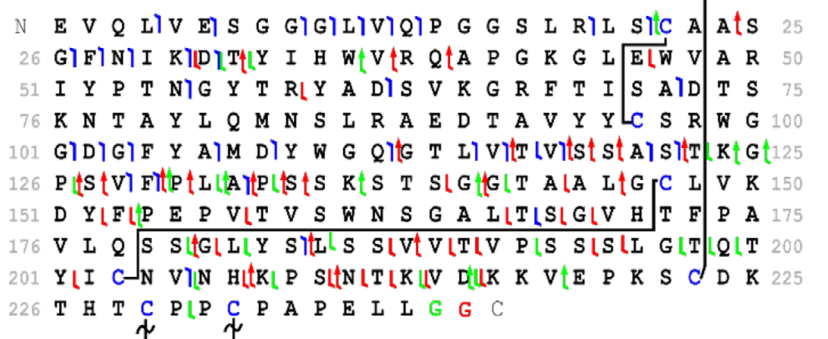 N E V Q L V E S G G G L V Q P G G S L R L S C A A S 25
26 G F N I K D T Y I H W V R Q A P G K G L E W V A R 50
51 I Y P T N G Y T R Y A D S V K G R F T I S A D T S 75
76 K N T A Y L Q M N S L R A E D T A V Y Y C S R W G 100
101 G D G F Y A M D Y W G Q G T L V T V S S A S T K G 125
126 P S V F P L A P S S K S T S G G T A A L G C L V K 150
151 D Y F P E P V T V S W N S G A L T S G V H T F P A 175
176 V L Q S S G L Y S L S S V V T V P S S S L G T Q T 200
201 Y I C N V N H K P S N T K V D K K V E P K S C D K 225
226 T H T C P P C P A P E L L G G C